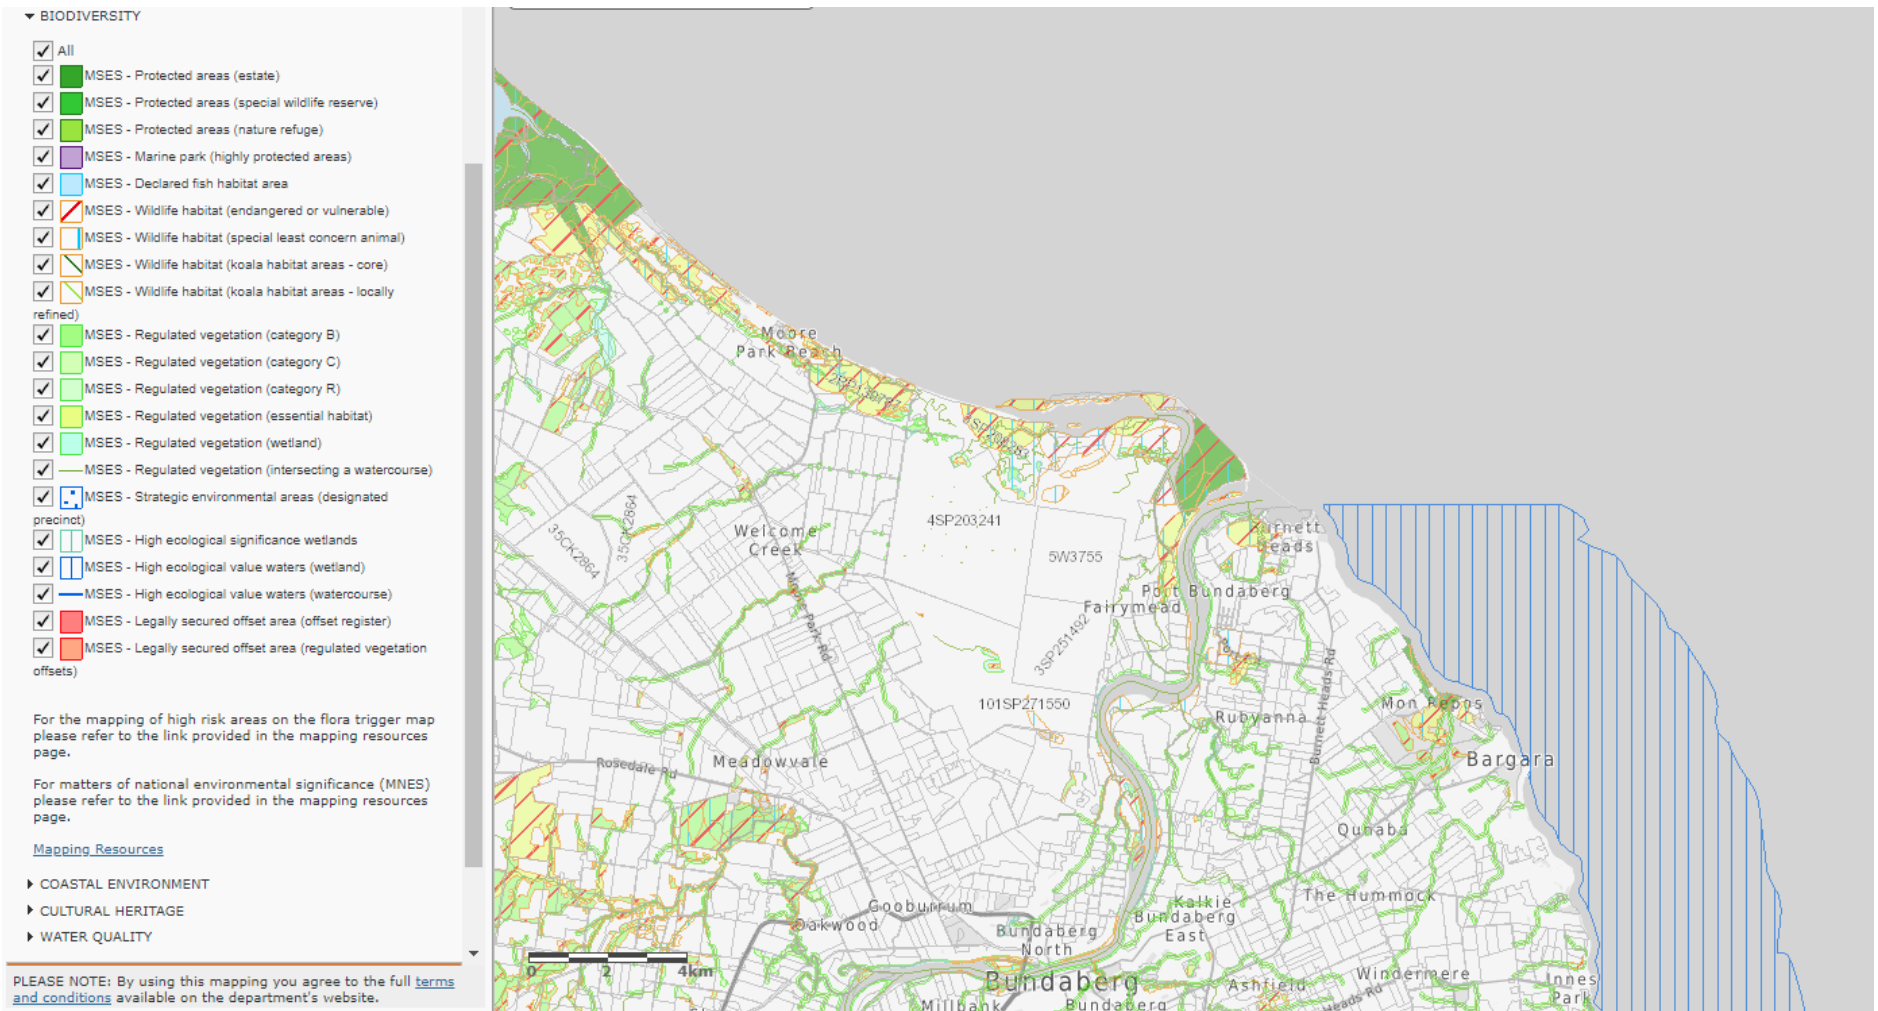 BIODIVERSITY
All
MSES - Protected areas (estate)
MSES - Protected areas (special wildlife reserve)
MSES - Protected areas (nature refuge)
MSES - Marine park (highly protected areas)
MSES - Declared fish habitat area
MSES - Wildlife habitat (endangered or vulnerable)
MSES - Wildlife habitat (special least concern animal)
MSES - Wildlife habitat (koala habitat areas - core)
MSES - Wildlife habitat (koala habitat areas - locally
refined)
MSES - Regulated vegetation (category B)
MSES - Regulated vegetation (category C)
MSES - Regulated vegetation (category R)
MSES - Regulated vegetation (essential habitat)
MSES - Regulated vegetation (wetland)
MSES - Regulated vegetation (intersecting a watercourse)
MSES - Strategic environmental areas (designated
precinct)
MSES - High ecological significance wetlands
MSES - High ecological value waters (wetland)
MSES - High ecological value waters (watercourse)
MSES - Legally secured offset area (offset register)
MSES - Legally secured offset area (regulated vegetation
offsets)
For the mapping of high risk areas on the flora trigger map
please refer to the link provided in the mapping resources
page.
For matters of national environmental significance (MNES)
please refer to the link provided in the mapping resources
page.
Mapping Resources
COASTAL ENVIRONMENT
CULTURAL HERITAGE
WATER QUALITY
PLEASE NOTE: By using this mapping you agree to the full terms
and conditions available on the department's website.
Moore
Park Beach
4SP203241
35CK2864
35CK2864
Welcome
Creek
5W3755
Burnett
Heads
Port Bundaberg
Fairymead
Moore Park Rd
3SP251492
101SP271550
Burnett Heads Rd
Mon Repos
Rubyanna
Bargara
Rosedale Rd
Meadowvale
Qunaba
The Hummock
Gooburrum
Oakwood
Kalkie
Bundaberg
East
Bundaberg
North
0 2 4km
Bundaberg
Ashfield
Windermere
Innes
Park
Heads Rd
Millbank
Bundaberg